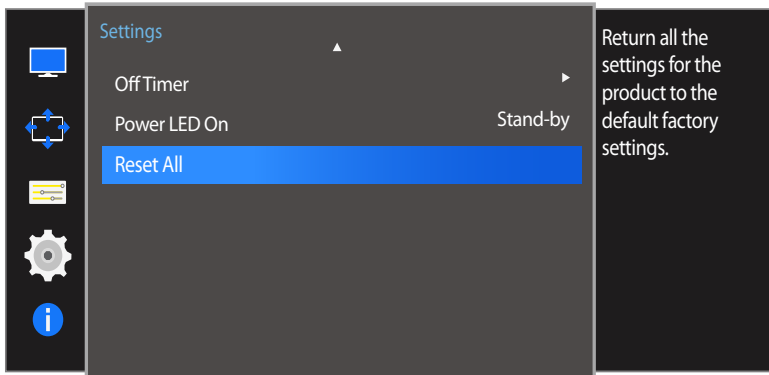 Settings
Off Timer
Power LED On Stand-by
Reset All
Return all the
settings for the
product to the
default factory
settings.